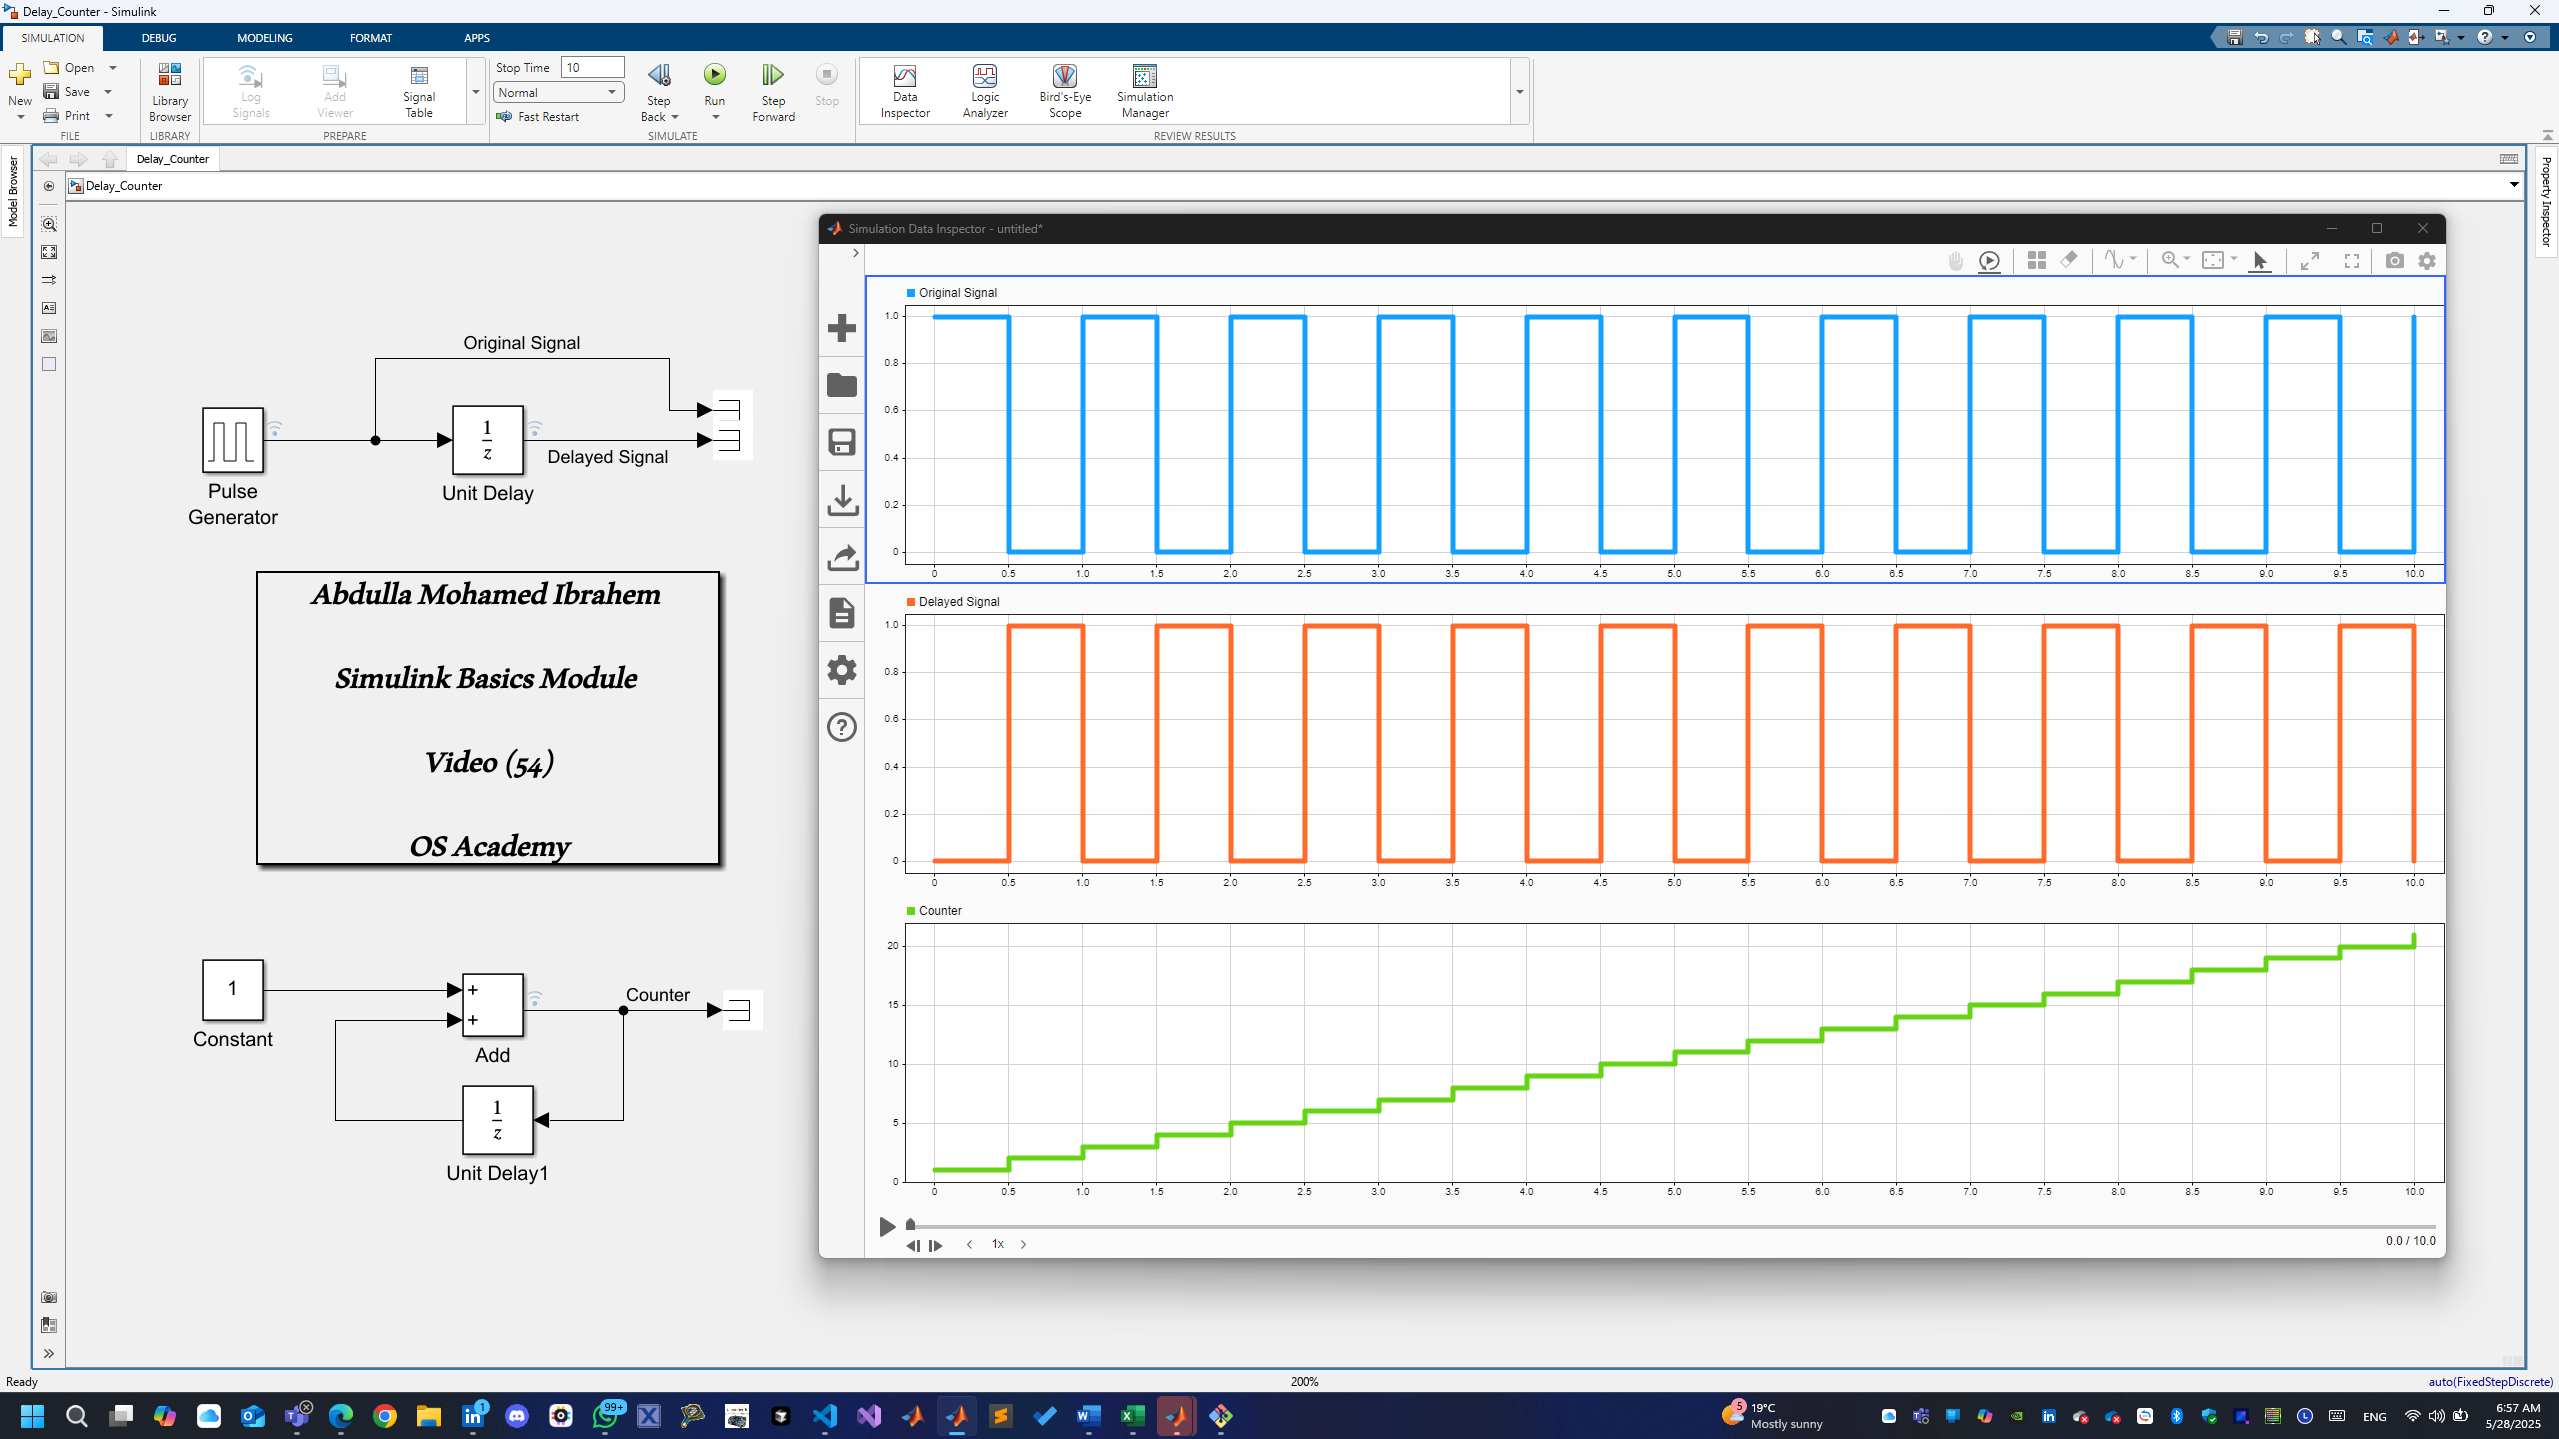 Delay_Counter - Simulink
SIMULATION DEBUG MODELING FORMAT APPS
New Open Save Print
FILE
Library Browser
LIBRARY
Log Signals Add Viewer Signal Table
PREPARE
Stop Time 10
Normal
Fast Restart
Step Back Run Step Forward Stop
SIMULATE
Data Inspector Logic Analyzer Bird's-Eye Scope Simulation Manager
REVIEW RESULTS
Model Browser
Property Inspector
Delay_Counter
Delay_Counter
Original Signal
Pulse Generator
1
z
Unit Delay
Delayed Signal
Abdulla Mohamed Ibrahem
Simulink Basics Module
Video (54)
OS Academy
1
Constant
+
+
Add
Counter
1
z
Unit Delay1
Simulation Data Inspector - untitled*
Original Signal
1.0
0.8
0.6
0.4
0.2
0
0 0.5 1.0 1.5 2.0 2.5 3.0 3.5 4.0 4.5 5.0 5.5 6.0 6.5 7.0 7.5 8.0 8.5 9.0 9.5 10.0
Delayed Signal
1.0
0.8
0.6
0.4
0.2
0
0 0.5 1.0 1.5 2.0 2.5 3.0 3.5 4.0 4.5 5.0 5.5 6.0 6.5 7.0 7.5 8.0 8.5 9.0 9.5 10.0
Counter
20
15
10
5
0
0 0.5 1.0 1.5 2.0 2.5 3.0 3.5 4.0 4.5 5.0 5.5 6.0 6.5 7.0 7.5 8.0 8.5 9.0 9.5 10.0
1x
0.0 / 10.0
Ready 200% auto(FixedStepDiscrete)
1
99+
5
19°C
Mostly sunny
ENG
6:57 AM
5/28/2025